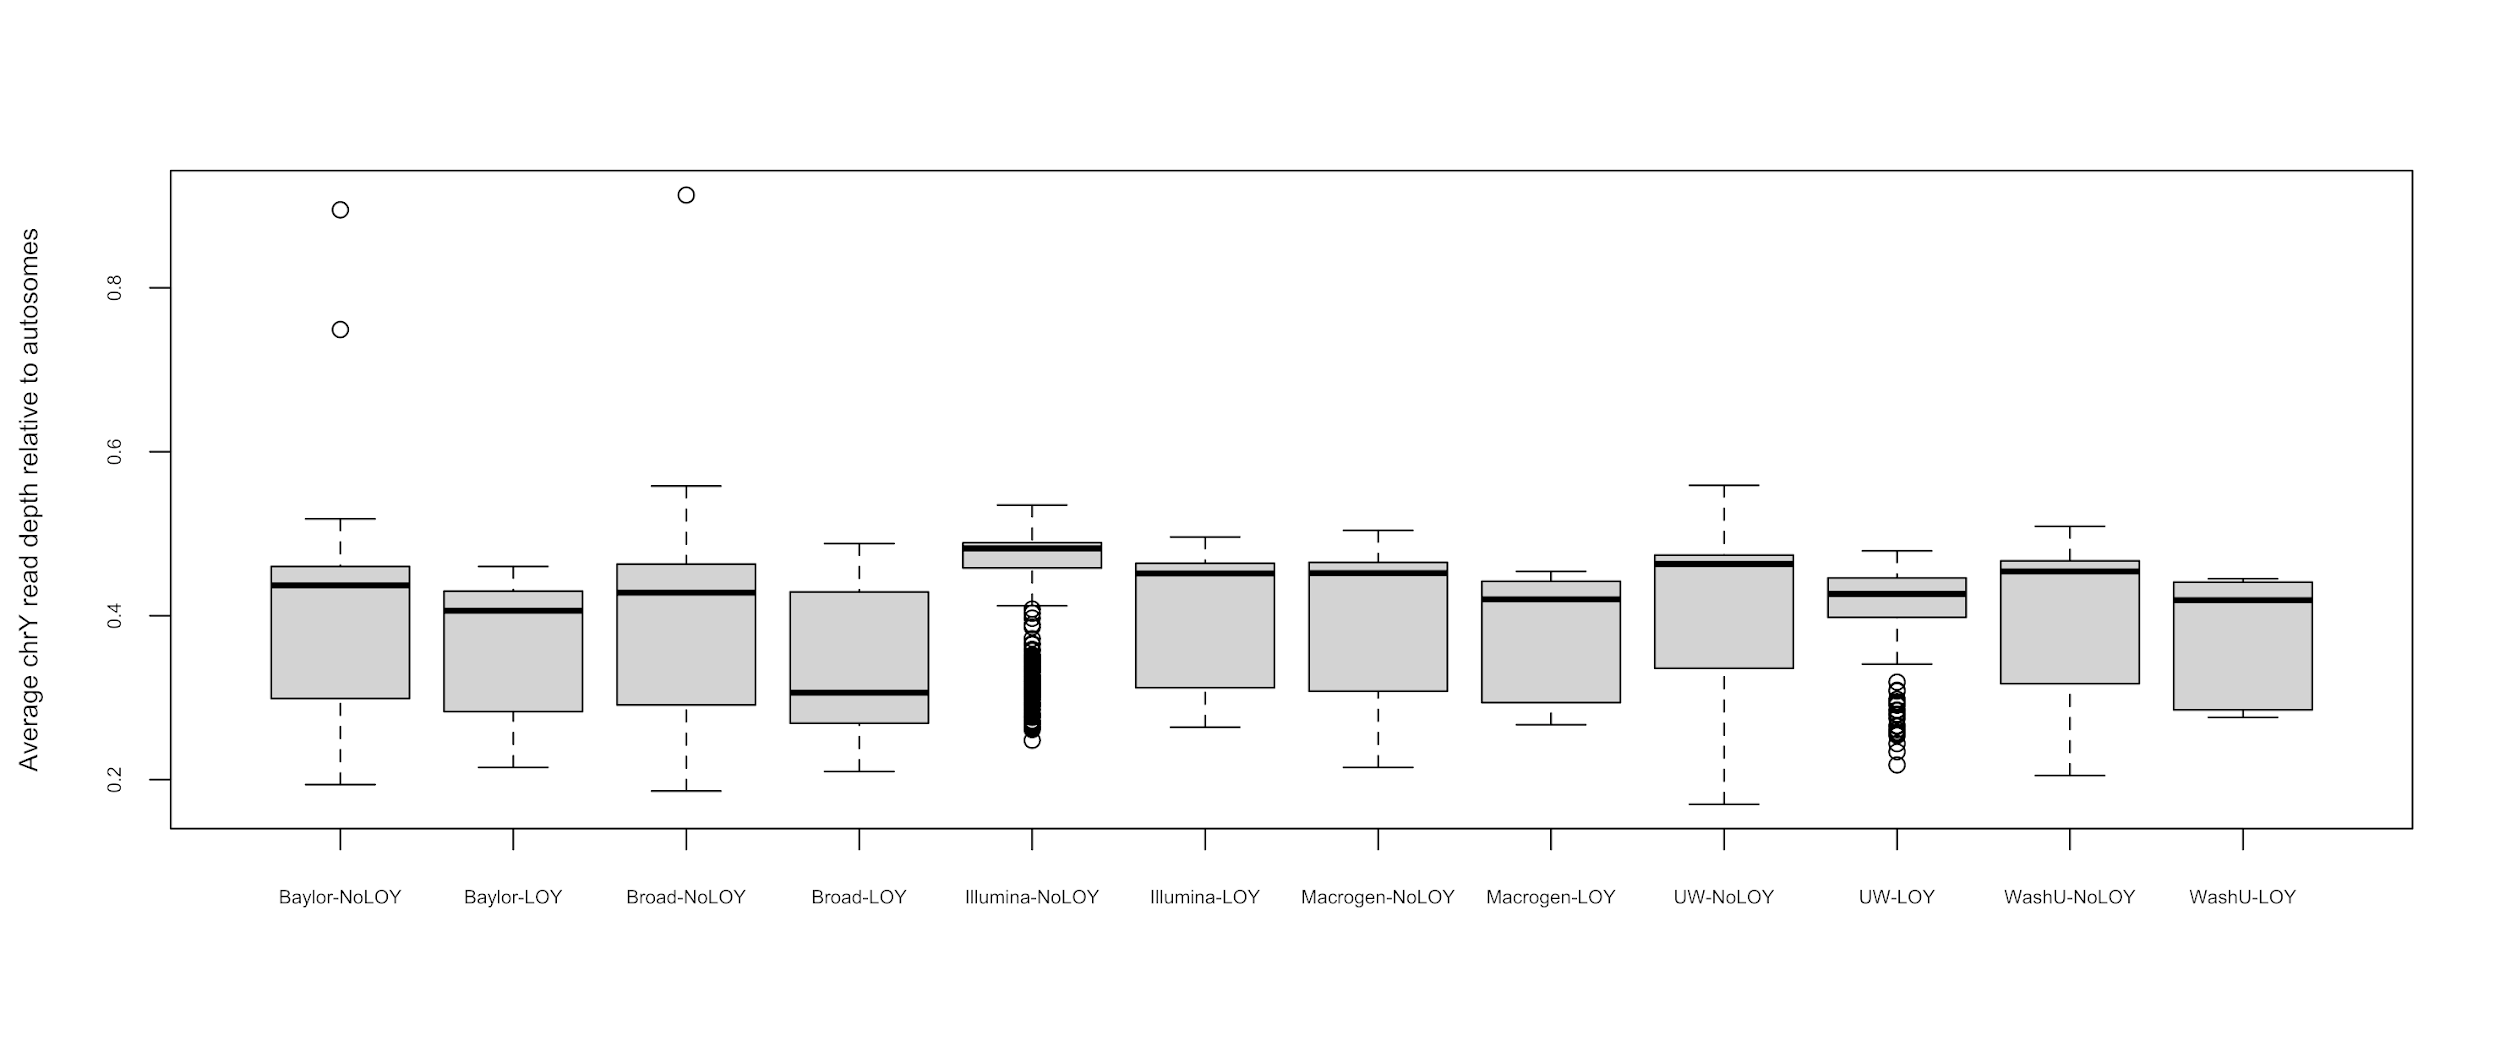 Average chrY read depth relative to autosomes
0.8
0.6
0.4
0.2
Baylor-NoLOY Baylor-LOY Broad-NoLOY Broad-LOY Illumina-NoLOY Illumina-LOY Macrogen-NoLOY Macrogen-LOY UW-NoLOY UW-LOY WashU-NoLOY WashU-LOY